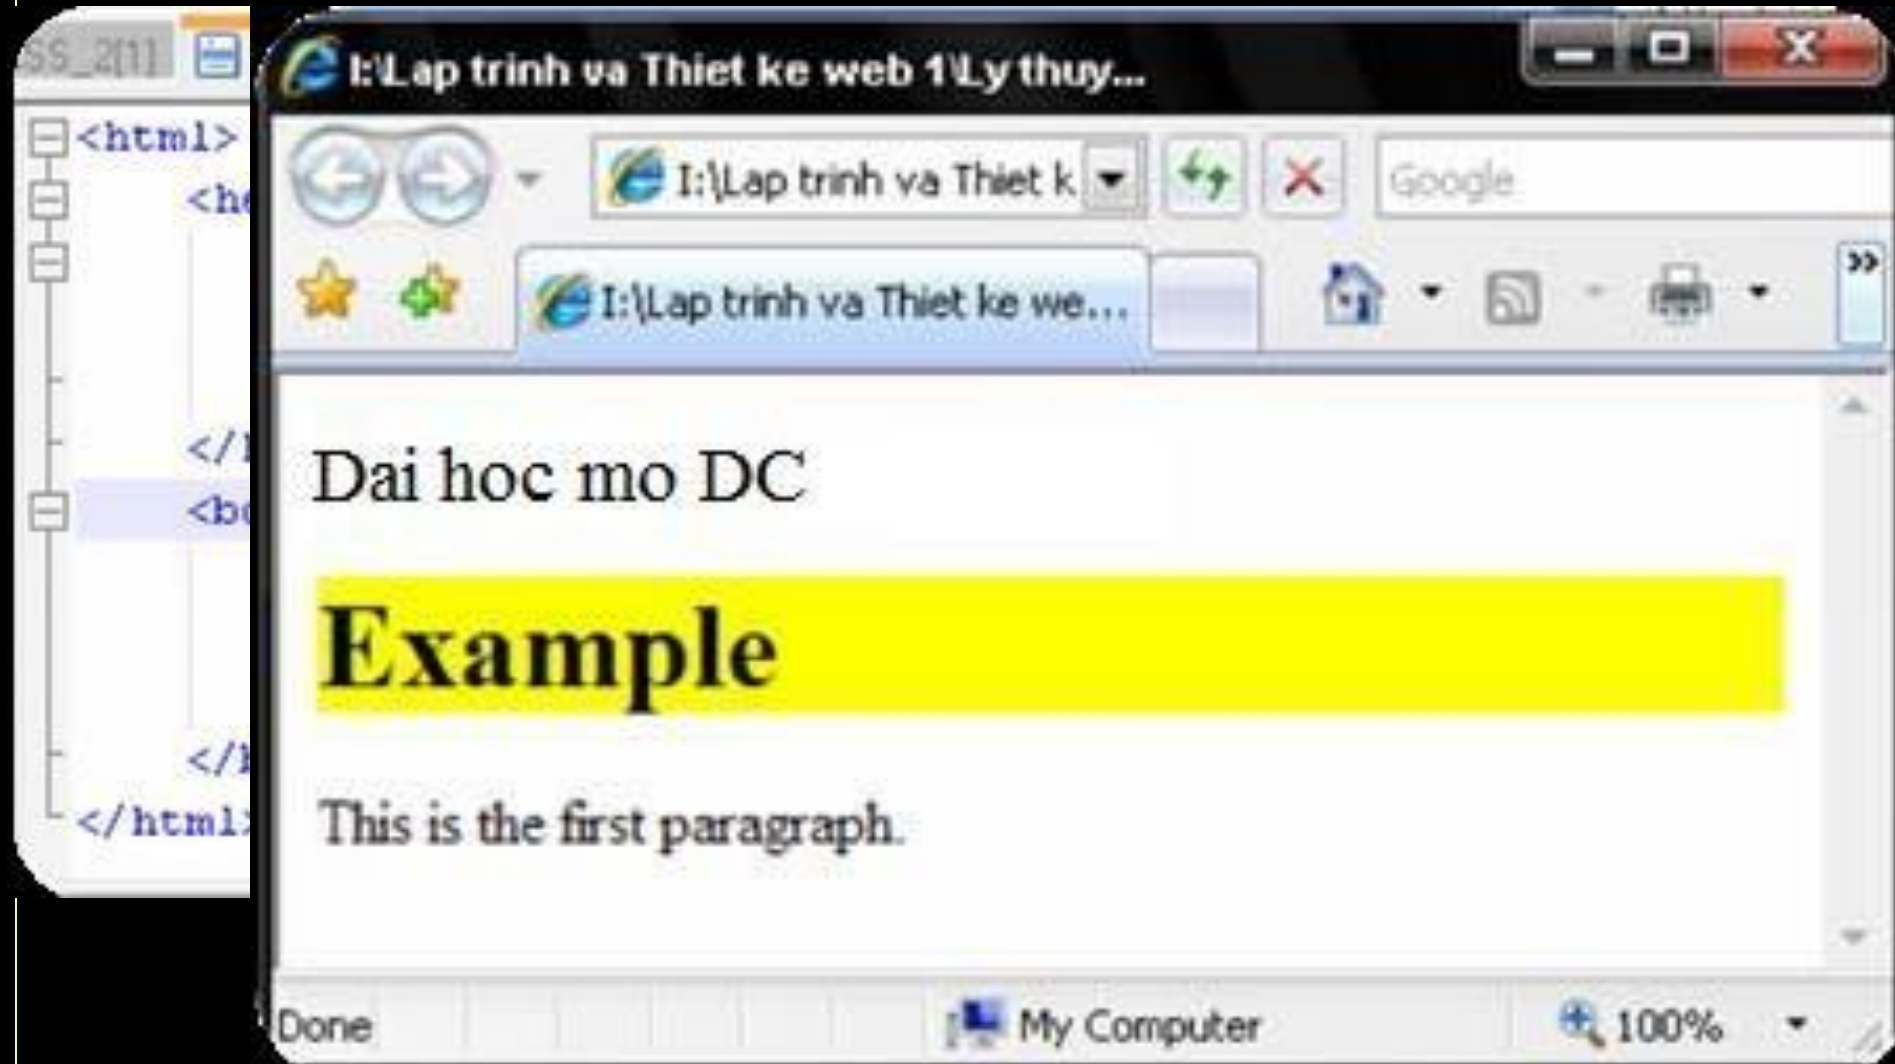 SS_2[1]
<html>
<he
</
<bo
</
</html>
I:\Lap trinh va Thiet ke web 1\Ly thuy...
I:\Lap trinh va Thiet k
Google
I:\Lap trinh va Thiet ke we...
Dai hoc mo DC
Example
This is the first paragraph.
Done
My Computer
100%